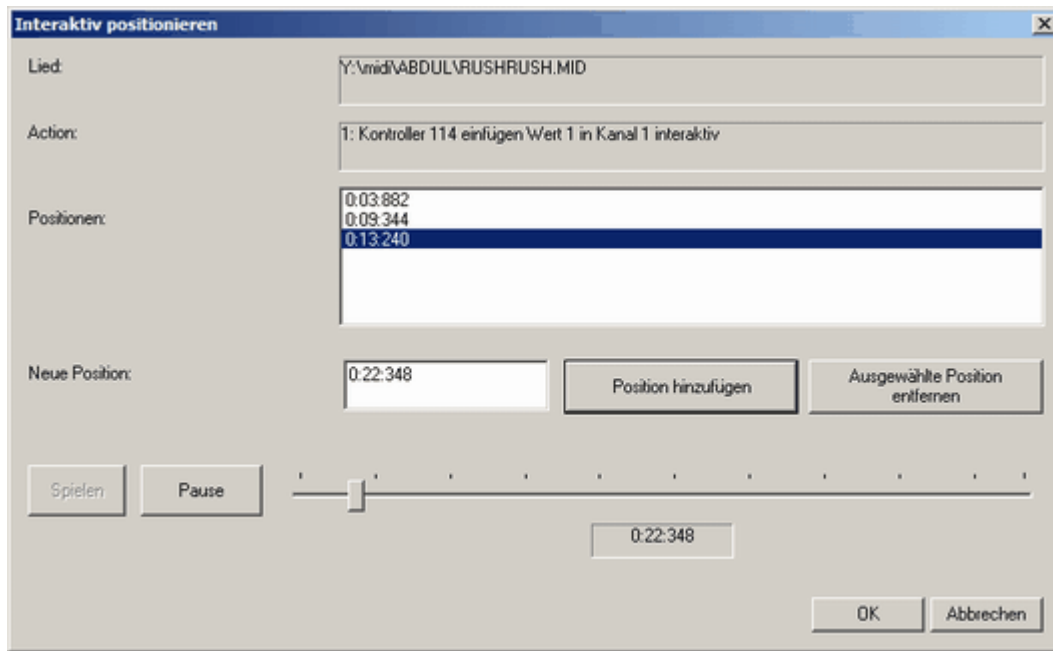 Interaktiv positionieren
Lied:
Y:\midi\ABDUL\RUSHRUSH.MID
Action:
1: Kontroller 114 einfügen Wert 1 in Kanal 1 interaktiv
Positionen:
0:03:882
0:09:344
0:13:240
Neue Position:
0:22:348
Position hinzufügen
Ausgewählte Position
entfernen
Spielen
Pause
0:22:348
OK
Abbrechen